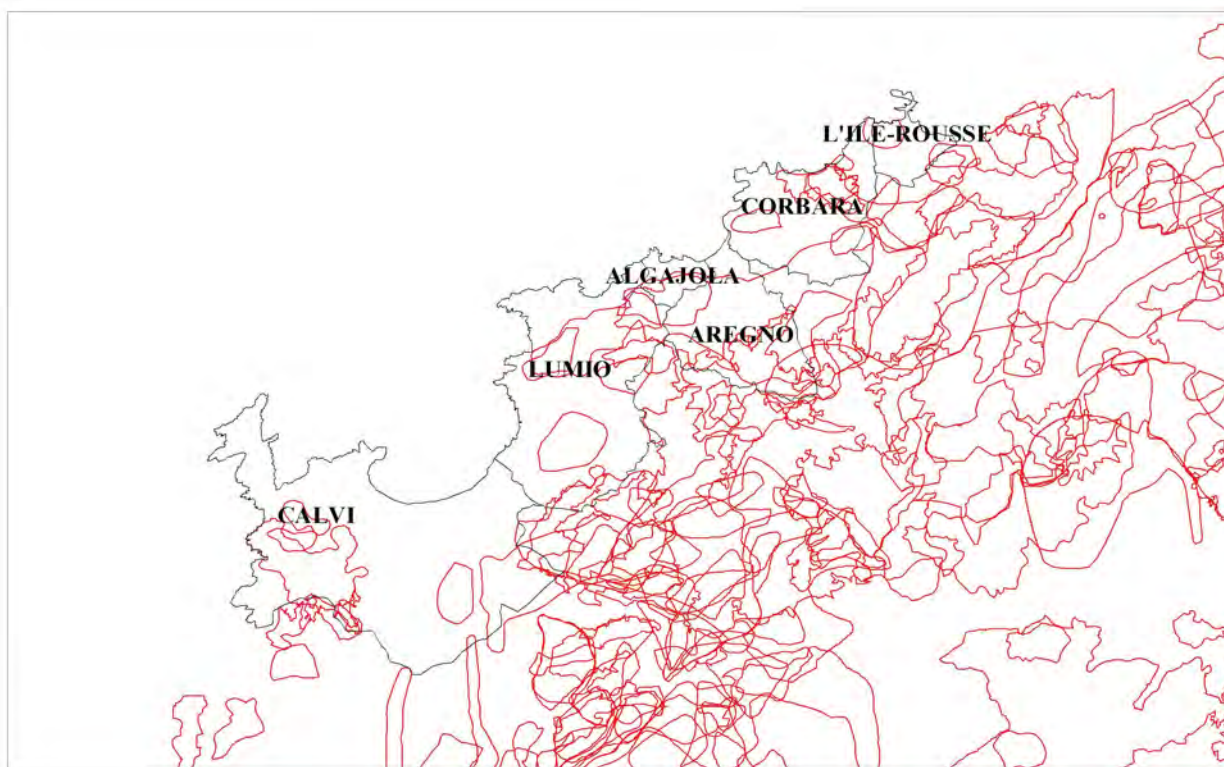 L'ILE-ROUSSE
CORBARA
ALGAJOLA
AREGNO
LUMIO
CALVI